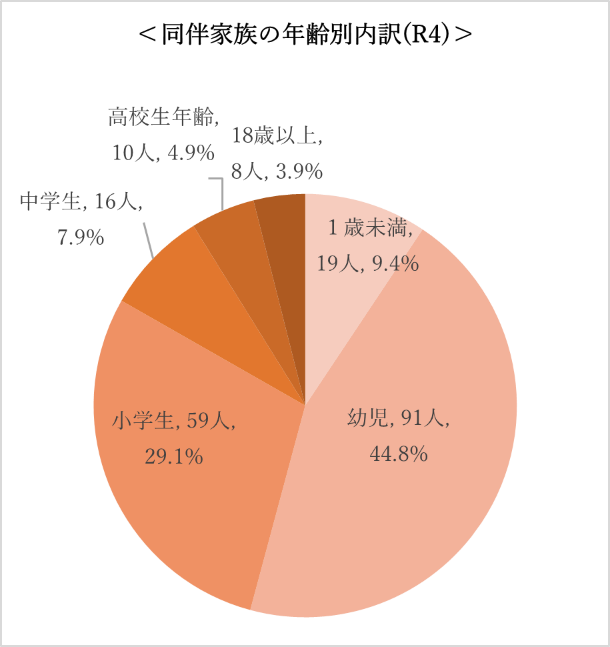 ＜同伴家族の年齢別内訳(R4)＞
高校生年齢,
10人, 4.9%
18歳以上,
8人, 3.9%
中学生, 16人,
7.9%
１歳未満,
19人, 9.4%
小学生, 59人,
29.1%
幼児, 91人,
44.8%